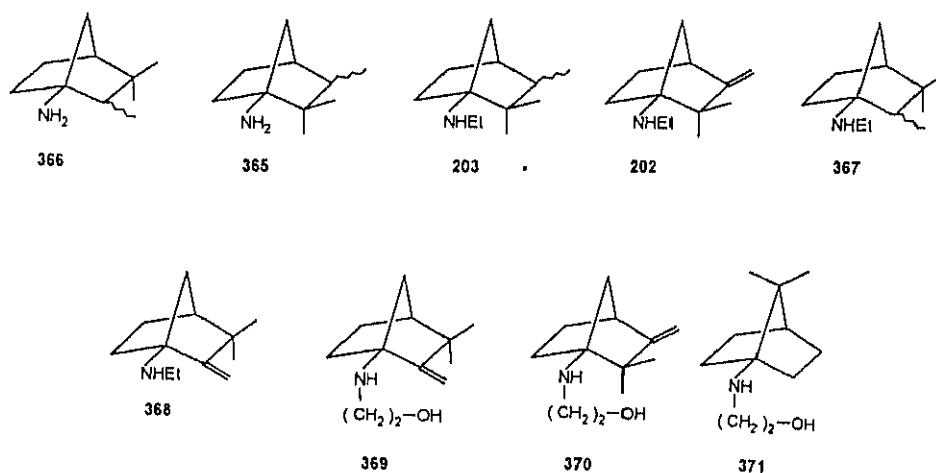 NH2 NH2 NHEt NHEt NHEt
366 365 203 202 367
NHEt NH NH NH
(CH2)2-OH (CH2)2-OH (CH2)2-OH
368 369 370 371